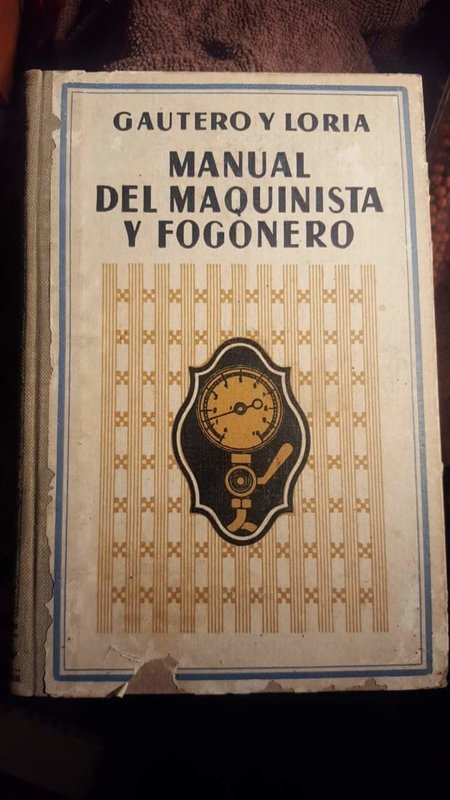 GAUTERO Y LORIA
MANUAL
DEL MAQUINISTA
Y FOGONERO